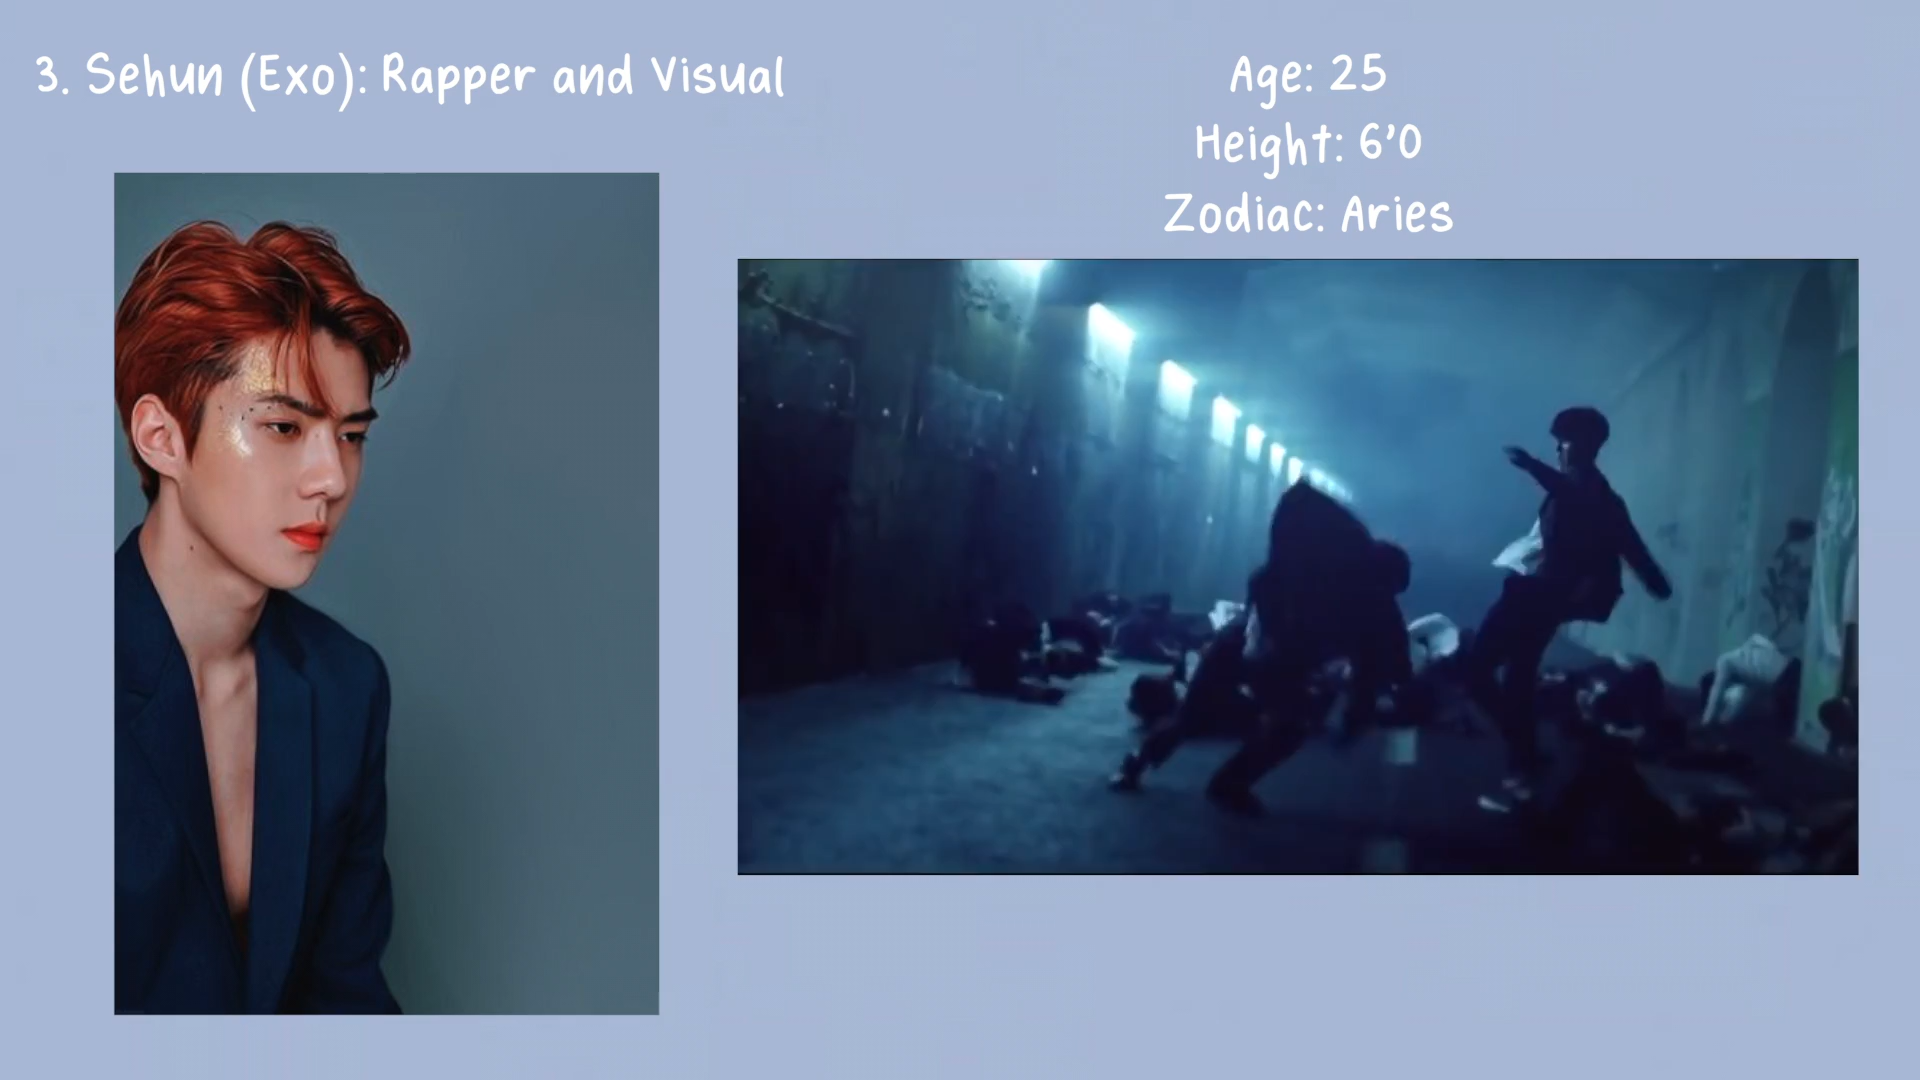 3. Sehun (Exo): Rapper and Visual
Age: 25
Height: 6'0
Zodiac: Aries